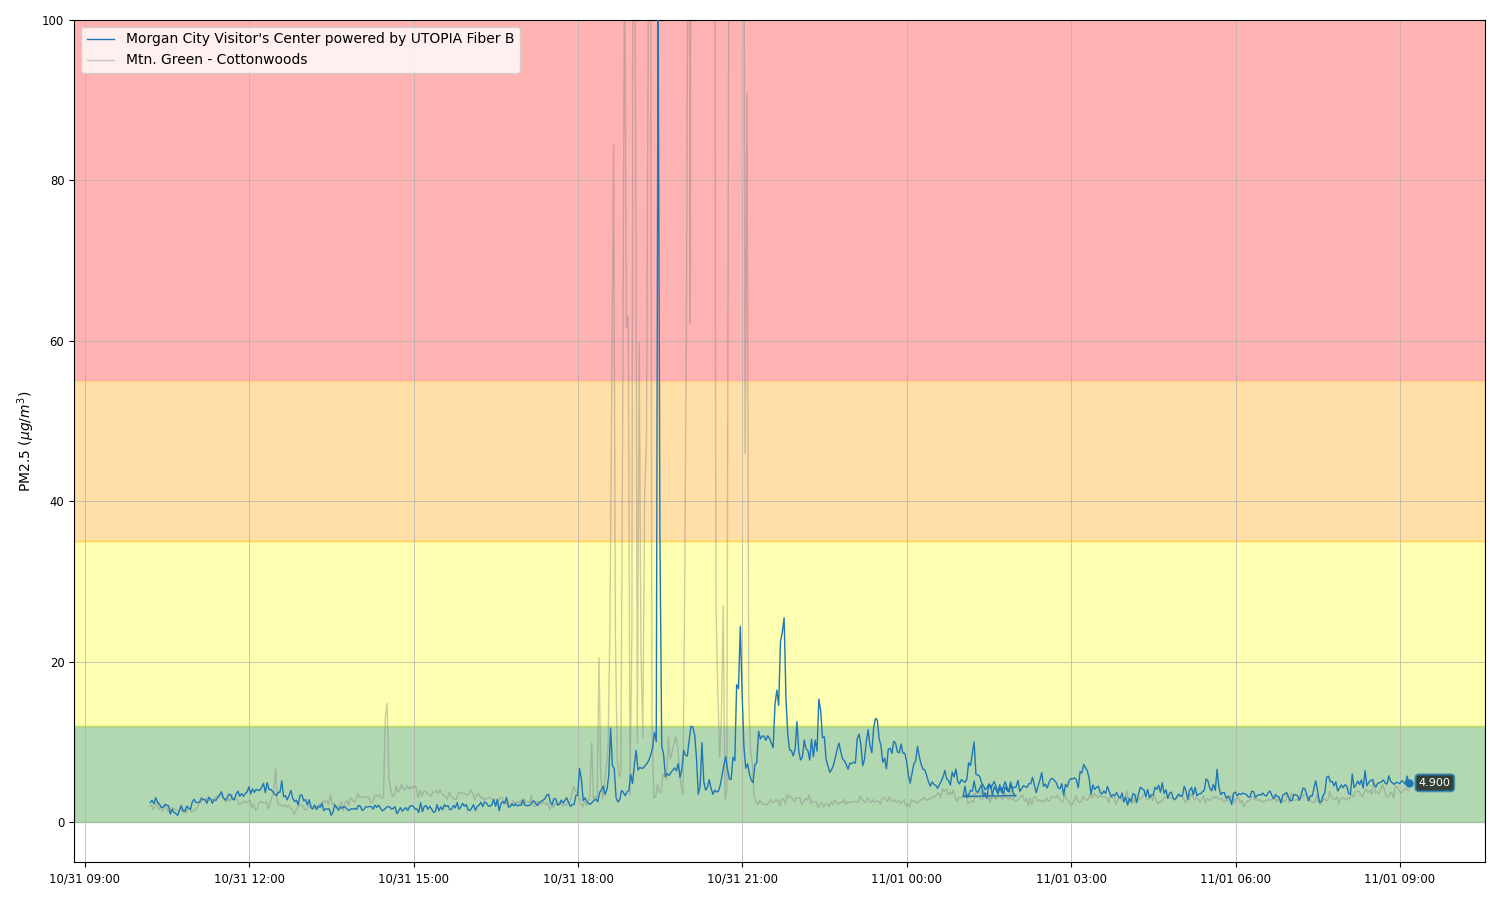 100
80
60
40
20
0
PM2.5 (μg/m³)
Morgan City Visitor's Center powered by UTOPIA Fiber B
Mtn. Green - Cottonwoods
4.900
10/31 09:00 10/31 12:00 10/31 15:00 10/31 18:00 10/31 21:00 11/01 00:00 11/01 03:00 11/01 06:00 11/01 09:00